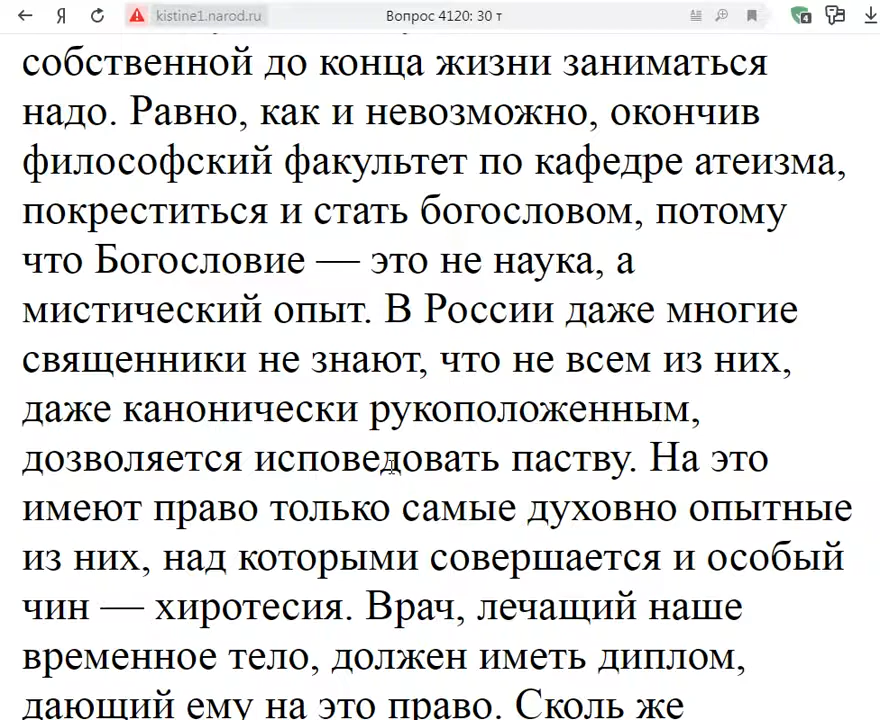 kistine1.narod.ru
Вопрос 4120: 30 т
собственной до конца жизни заниматься
надо. Равно, как и невозможно, окончив
философский факультет по кафедре атеизма,
покреститься и стать богословом, потому
что Богословие — это не наука, а
мистический опыт. В России даже многие
священники не знают, что не всем из них,
даже канонически рукоположенным,
дозволяется исповедовать паству. На это
имеют право только самые духовно опытные
из них, над которыми совершается и особый
чин — хиротесия. Врач, лечащий наше
временное тело, должен иметь диплом,
дающий ему на это право. Сколь же